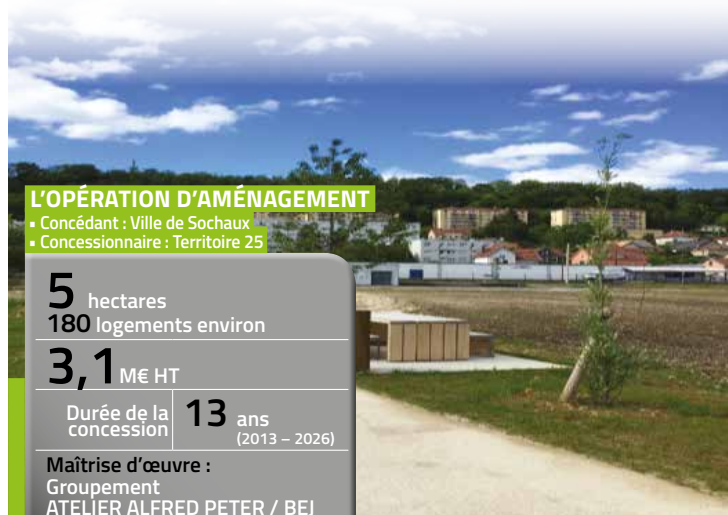 L'OPÉRATION D'AMÉNAGEMENT
▪ Concédant : Ville de Sochaux
▪ Concessionnaire : Territoire 25
5 hectares
180 logements environ
3,1 M€ HT
Durée de la
concession
13 ans
(2013 – 2026)
Maîtrise d'œuvre :
Groupement
ATELIER ALFRED PETER / BEJ